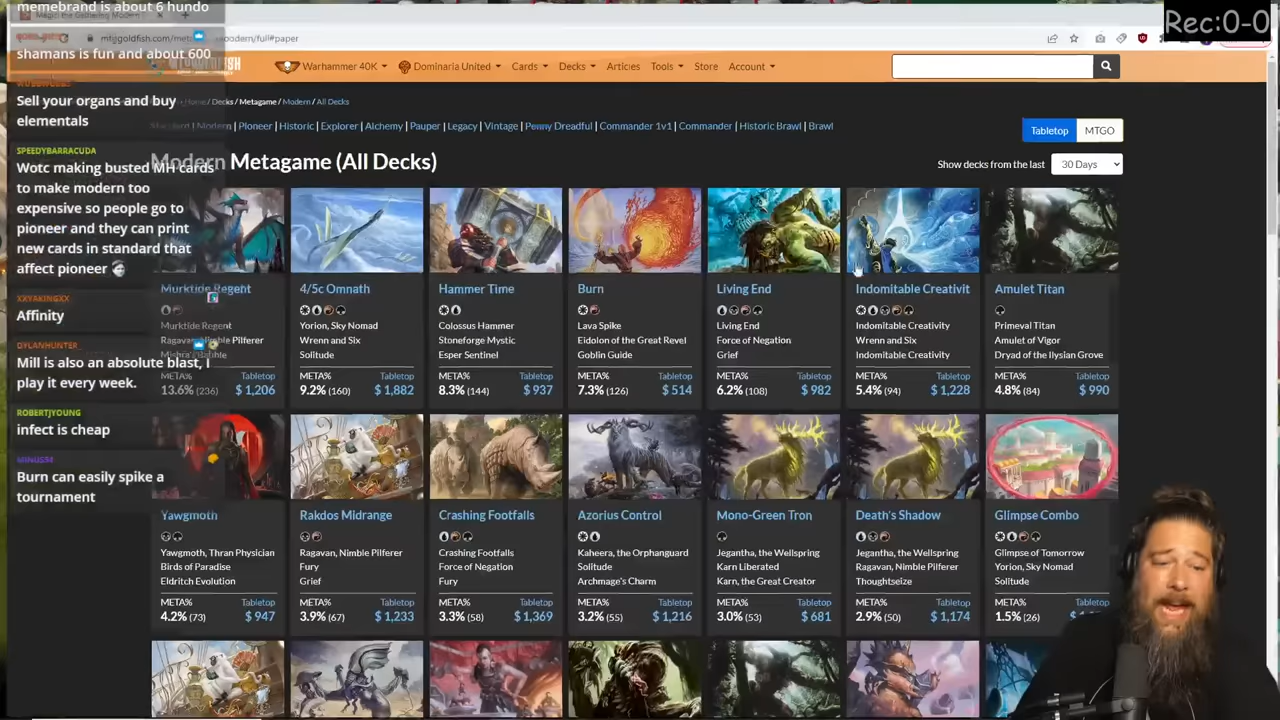 memebrand is about 6 hundo
shamans is fun and about 600
Sell your organs and buy
elementals
SPEEDYBARRACUDA
Wotc making busted MH cards
to make modern too
expensive so people go to
pioneer and they can print
new cards in standard that
affect pioneer
XXYAKINGXX
Affinity
DYLANHUNTER_
Mill is also an absolute blast, I
play it every week.
ROBERTJYOUNG
infect is cheap
Burn can easily spike a
tournament
Rec:0-0
Warhammer 40K
Dominaria United
Cards
Decks
Articles
Tools
Store
Account
/ Decks / Metagame / Modern / All Decks
| Modern | Pioneer | Historic | Explorer | Alchemy | Pauper | Legacy | Vintage | Penny Dreadful | Commander 1v1 | Commander | Historic Brawl | Brawl
Tabletop
MTGO
Modern Metagame (All Decks)
Show decks from the last
30 Days
Murktide Regent
Murktide Regent
Ragavan, Nimble Pilferer
Mishra's Bauble
META%
Tabletop
13.6% (236)
$ 1,206
4/5c Omnath
Yorion, Sky Nomad
Wrenn and Six
Solitude
META%
Tabletop
9.2% (160)
$ 1,882
Hammer Time
Colossus Hammer
Stoneforge Mystic
Esper Sentinel
META%
Tabletop
8.3% (144)
$ 937
Burn
Lava Spike
Eidolon of the Great Revel
Goblin Guide
META%
Tabletop
7.3% (126)
$ 514
Living End
Living End
Force of Negation
Grief
META%
Tabletop
6.2% (108)
$ 982
Indomitable Creativit
Indomitable Creativity
Wrenn and Six
Indomitable Creativity
META%
Tabletop
5.4% (94)
$ 1,228
Amulet Titan
Primeval Titan
Amulet of Vigor
Dryad of the Ilysian Grove
META%
Tabletop
4.8% (84)
$ 990
Yawgmoth
Yawgmoth, Thran Physician
Birds of Paradise
Eldritch Evolution
META%
Tabletop
4.2% (73)
$ 947
Rakdos Midrange
Ragavan, Nimble Pilferer
Fury
Grief
META%
Tabletop
3.9% (67)
$ 1,233
Crashing Footfalls
Crashing Footfalls
Force of Negation
Fury
META%
Tabletop
3.3% (58)
$ 1,369
Azorius Control
Kaheera, the Orphanguard
Solitude
Archmage's Charm
META%
Tabletop
3.2% (55)
$ 1,216
Mono-Green Tron
Jegantha, the Wellspring
Karn Liberated
Karn, the Great Creator
META%
Tabletop
3.0% (53)
$ 681
Death's Shadow
Jegantha, the Wellspring
Ragavan, Nimble Pilferer
Thoughtseize
META%
Tabletop
2.9% (50)
$ 1,174
Glimpse Combo
Glimpse of Tomorrow
Yorion, Sky Nomad
Solitude
META%
Tabletop
1.5% (26)